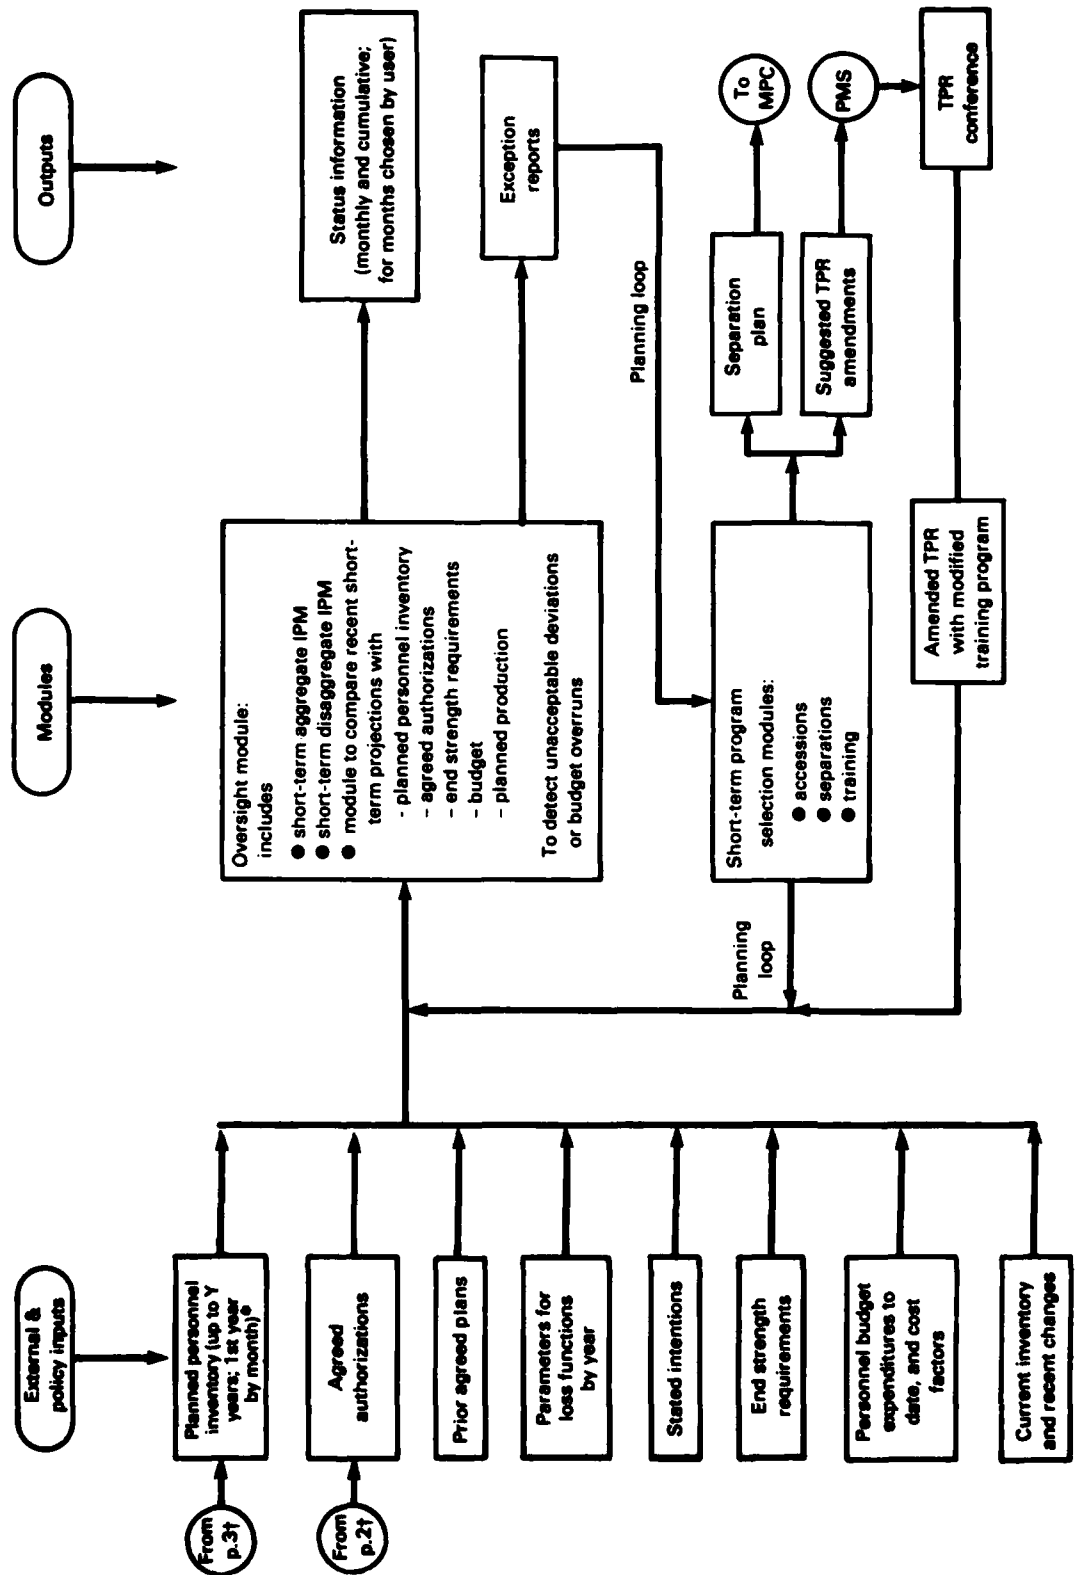 External &
policy inputs
Modules
Outputs
From
p.3†
Planned personnel
inventory (up to Y
years; 1st year
by month)*
From
p.2†
Agreed
authorizations
Prior agreed plans
Parameters for
loss functions
by year
Stated intentions
End strength
requirements
Personnel budget
expenditures to
date, and cost
factors
Current inventory
and recent changes
Oversight module:
includes
● short-term aggregate IPM
● short-term disaggregate IPM
● module to compare recent short-
term projections with
- planned personnel inventory
- agreed authorizations
- end strength requirements
- budget
- planned production
To detect unacceptable deviations
or budget overruns
Planning
loop
Short-term program
selection modules:
● accessions
● separations
● training
Amended TPR
with modified
training program
Status information
(monthly and cumulative;
for months chosen by user)
Exception
reports
Planning loop
Separation
plan
To
MPC
Suggested TPR
amendments
PMS
TPR
conference